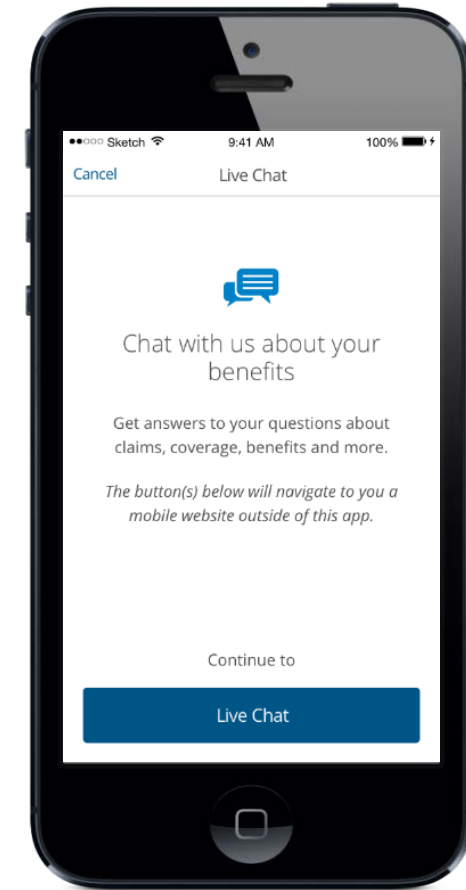 Sketch 9:41 AM 100%
Cancel Live Chat
Chat with us about your
benefits
Get answers to your questions about
claims, coverage, benefits and more.
The button(s) below will navigate to you a
mobile website outside of this app.
Continue to
Live Chat